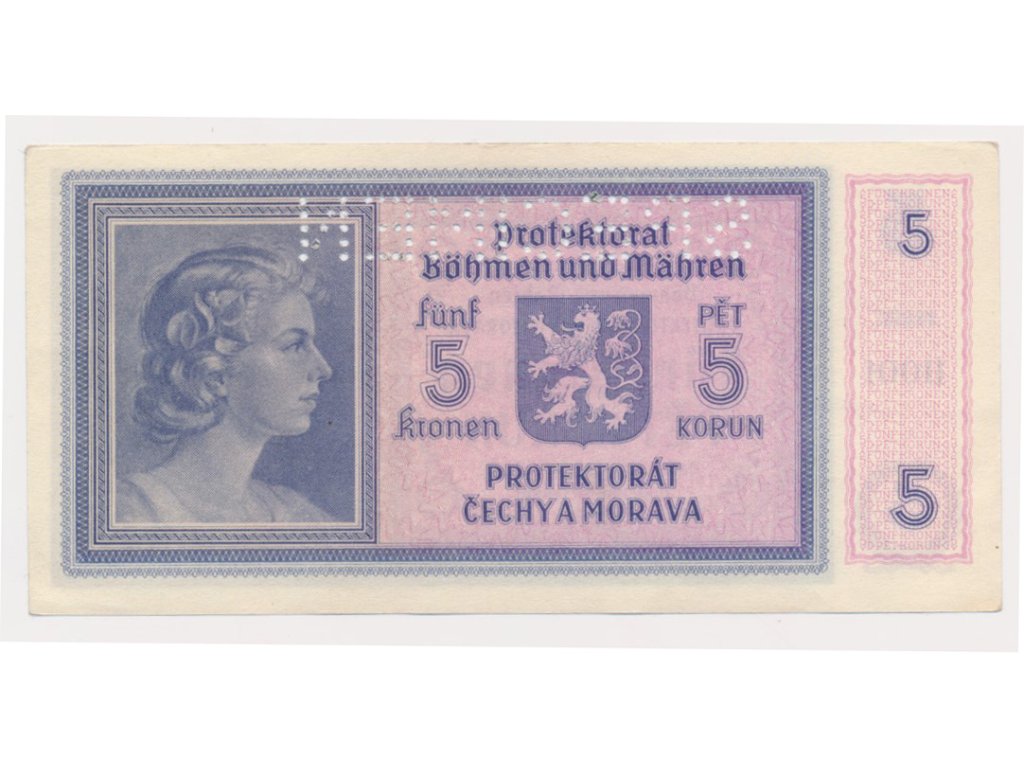 Protektorat
Böhmen und Mähren
fünf
5
kronen
PĚT
5
KORUN
PROTEKTORÁT
ČECHY A MORAVA
5
5